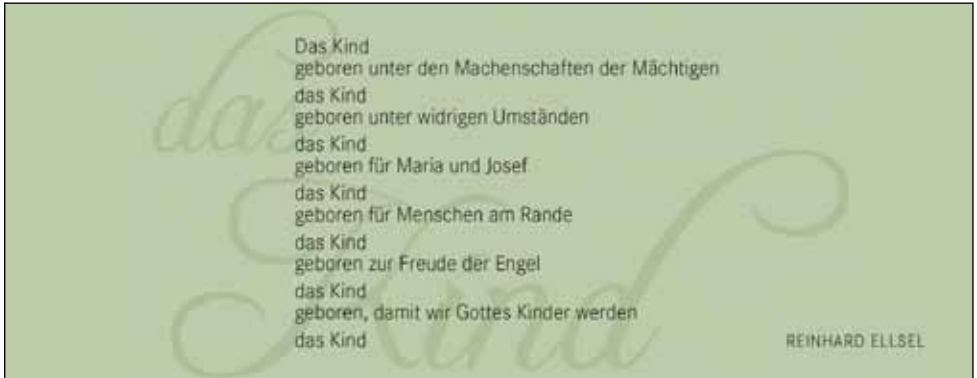 das
Kind
Das Kind
geboren unter den Machenschaften der Mächtigen
das Kind
geboren unter widrigen Umständen
das Kind
geboren für Maria und Josef
das Kind
geboren für Menschen am Rande
das Kind
geboren zur Freude der Engel
das Kind
geboren, damit wir Gottes Kinder werden
das Kind
REINHARD ELLSEL